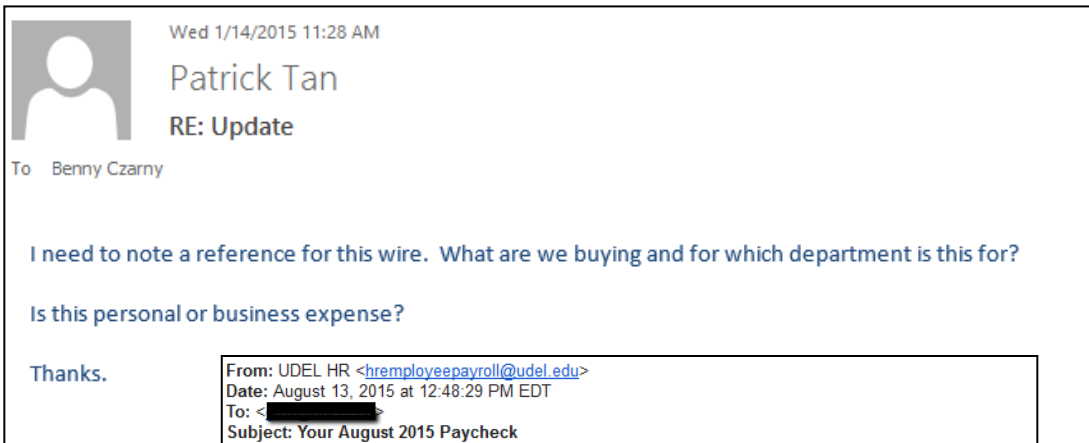 Wed 1/14/2015 11:28 AM
Patrick Tan
RE: Update
To Benny Czarny
I need to note a reference for this wire. What are we buying and for which department is this for?
Is this personal or business expense?
Thanks.
From: UDEL HR <hremployeepayroll@udel.edu>
Date: August 13, 2015 at 12:48:29 PM EDT
To: < >
Subject: Your August 2015 Paycheck